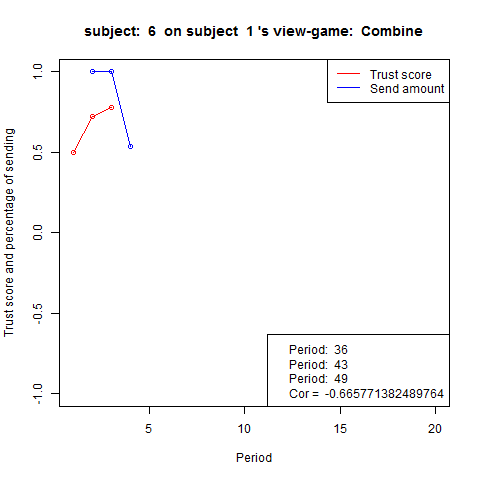 subject:  6  on subject  1 's view-game:  Combine
Trust score
Send amount
Trust score and percentage of sending
1.0
0.5
0.0
-0.5
-1.0
Period:  36
Period:  43
Period:  49
Cor =  -0.665771382489764
5
10
15
20
Period